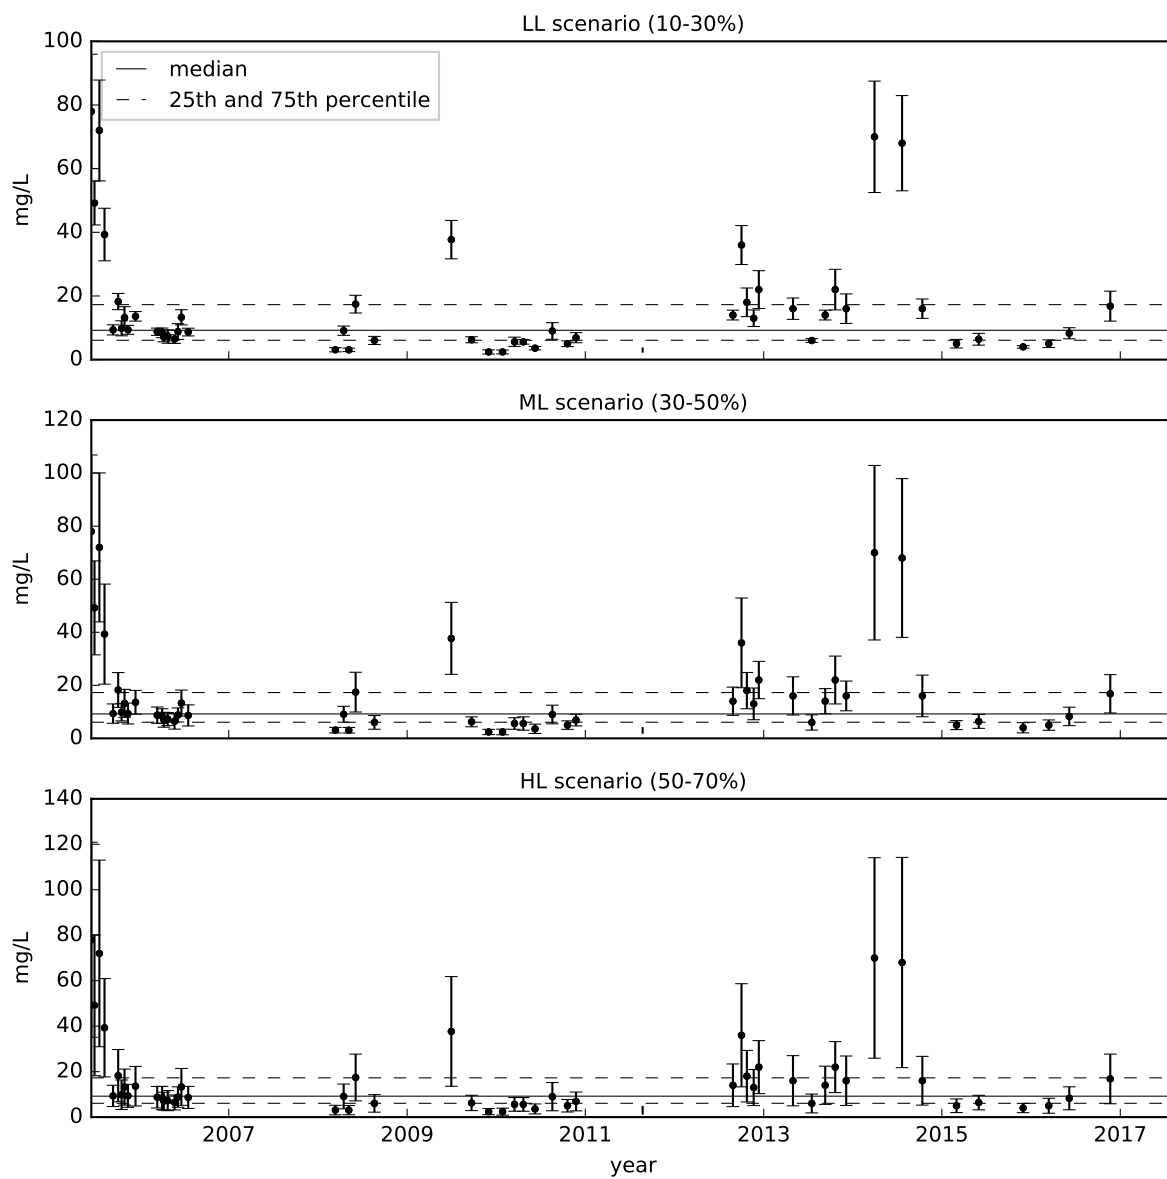 LL scenario (10-30%)
100
80
60
40
20
0
mg/L
median
25th and 75th percentile
ML scenario (30-50%)
120
100
80
60
40
20
0
mg/L
HL scenario (50-70%)
140
120
100
80
60
40
20
0
mg/L
2007 2009 2011 2013 2015 2017
year